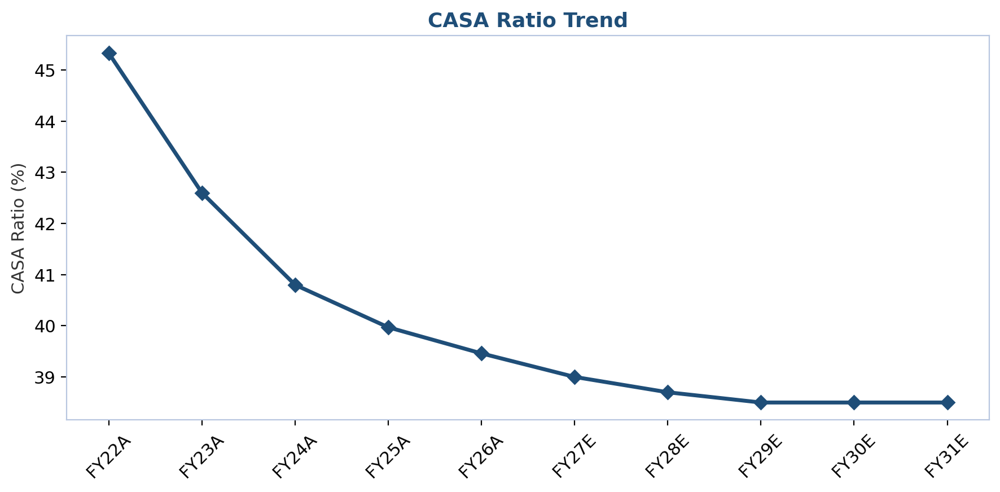 CASA Ratio Trend
CASA Ratio (%)
45
44
43
42
41
40
39
FY22A
FY23A
FY24A
FY25A
FY26A
FY27E
FY28E
FY29E
FY30E
FY31E